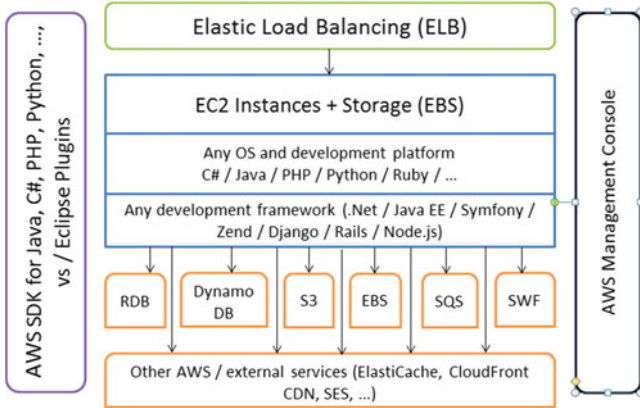 Elastic Load Balancing (ELB)
AWS SDK for Java, C#, PHP, Python, ...,
vs / Eclipse Plugins
EC2 Instances + Storage (EBS)
Any OS and development platform
C# / Java / PHP / Python / Ruby / ...
Any development framework (.Net / Java EE / Symfony /
Zend / Django / Rails / Node.js)
RDB
Dynamo
DB
S3
EBS
SQS
SWF
Other AWS / external services (ElastiCache, CloudFront
CDN, SES, ...)
AWS Management Console